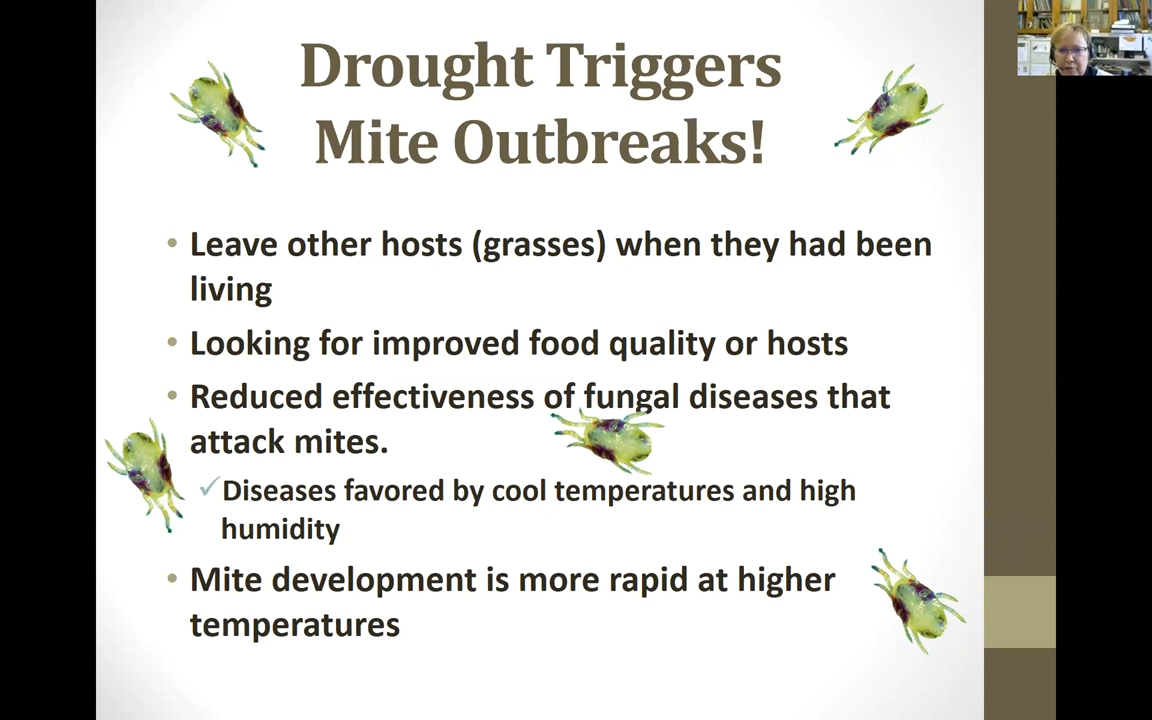 Drought Triggers
Mite Outbreaks!
• Leave other hosts (grasses) when they had been
living
• Looking for improved food quality or hosts
• Reduced effectiveness of fungal diseases that
attack mites.
✓Diseases favored by cool temperatures and high
humidity
• Mite development is more rapid at higher
temperatures